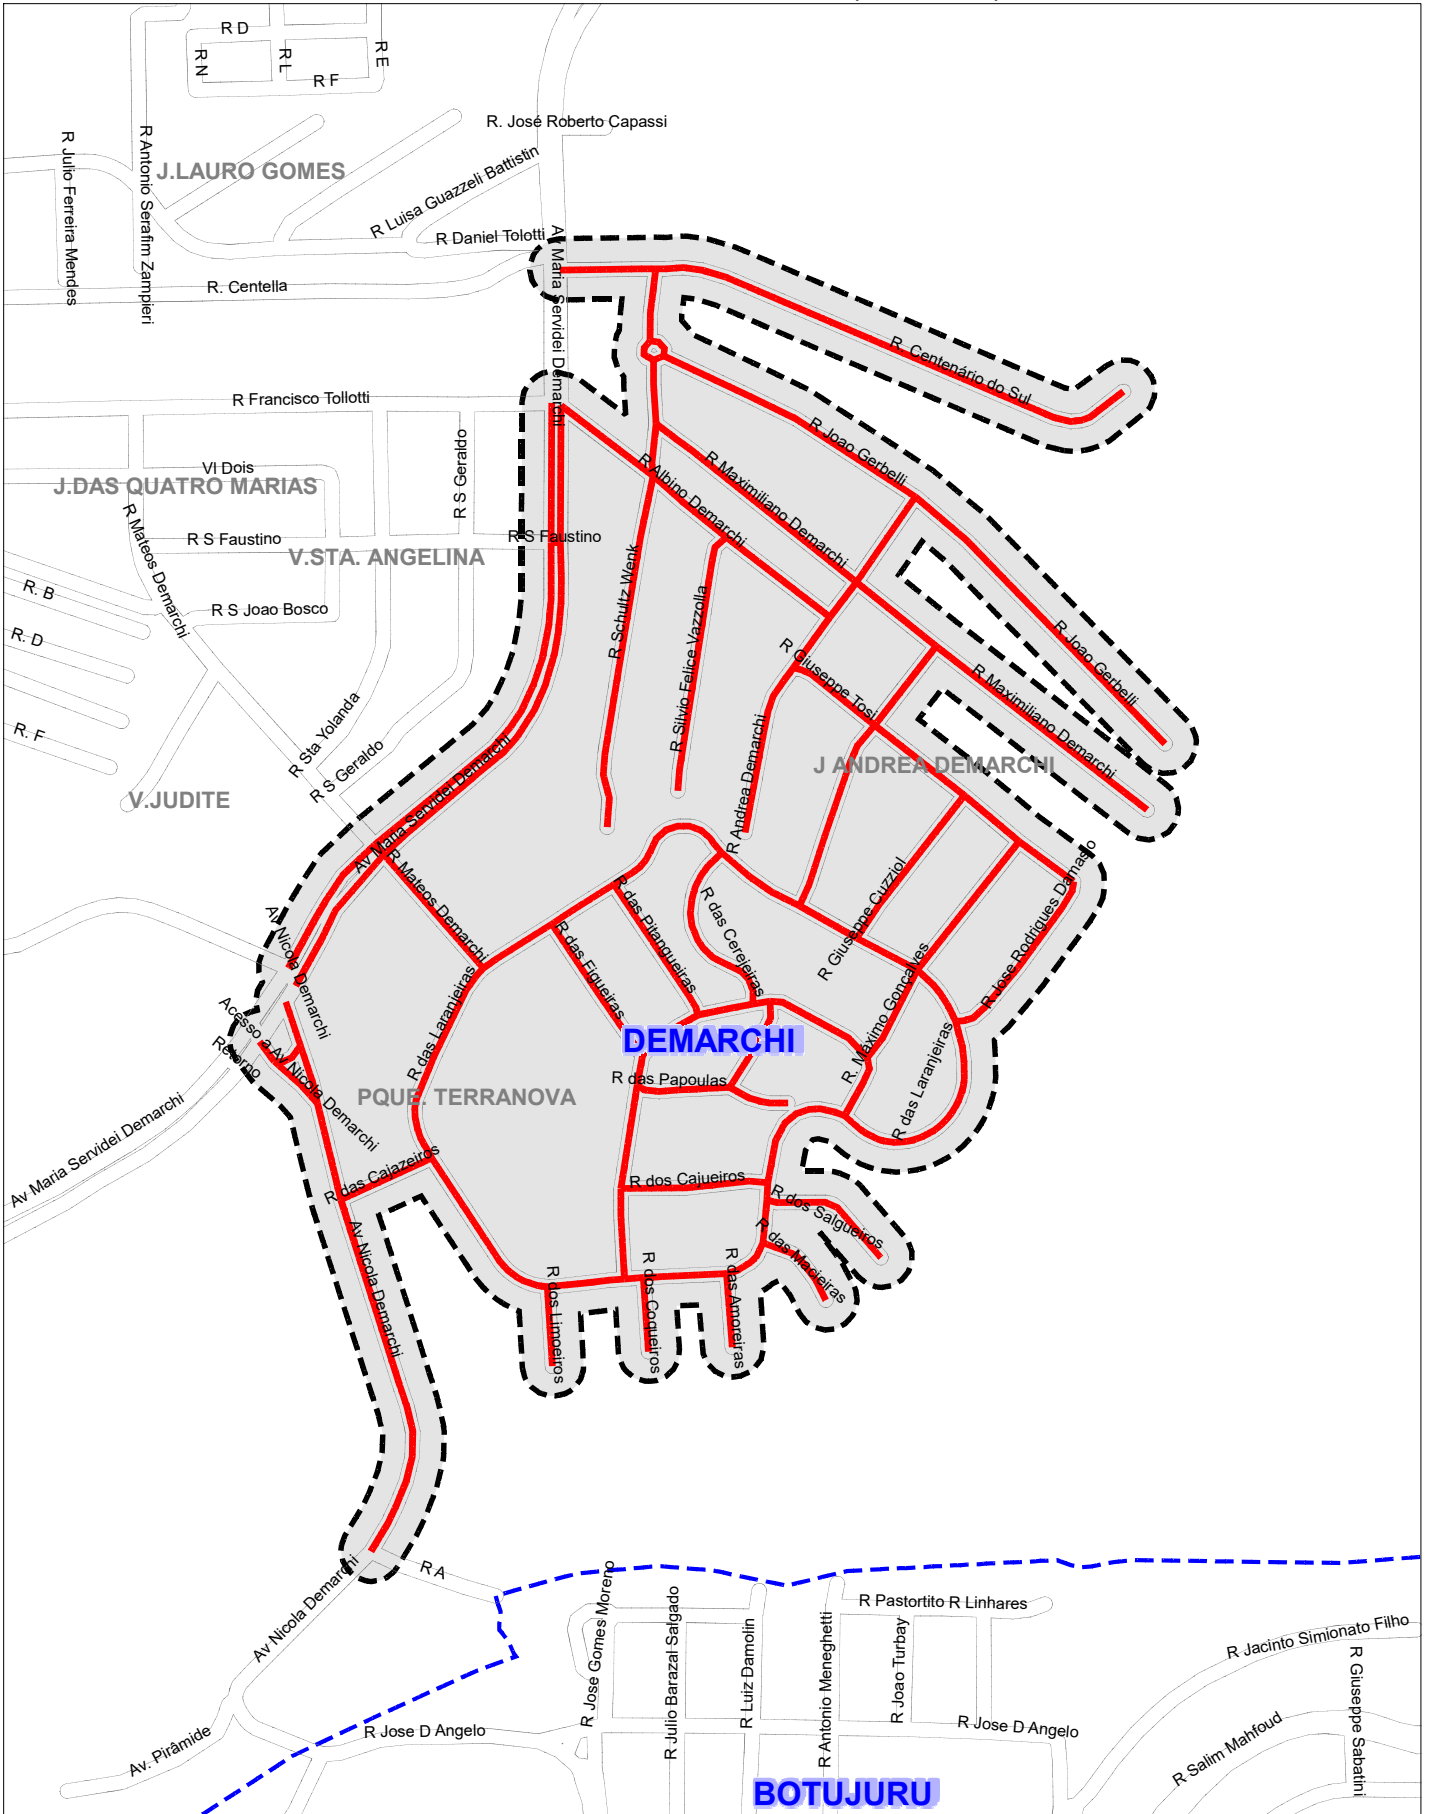 R D
R N
R L
R E
R F
R. José Roberto Capassi
R Julio Ferreira Mendes
R Antonio Serafim Zampieri
J.LAURO GOMES
R Luisa Guazzeli Battistin
R Daniel Tolotti
Av Maria Servidei Demarchi
R. Centella
R. Centenário do Sul
R Francisco Tollotti
R Joao Gerbelli
R S Geraldo
VI Dois
J.DAS QUATRO MARIAS
R Albino Demarchi
R Maximiliano Demarchi
R Mateos Demarchi
R S Faustino
R S Faustino
V.STA. ANGELINA
R Schultz Wenk
R Silvio Felice Vazzolla
R. B
R S Joao Bosco
R. D
R Giuseppe Tosi
R Joao Gerbelli
R Maximiliano Demarchi
R. F
R Sta Yolanda
R S Geraldo
R Andrea Demarchi
J ANDREA DEMARCHI
V.JUDITE
Av Maria Servidei Demarchi
R Mateos Demarchi
R das Pitangueiras
R das Cerejeiras
R Giuseppe Cuzziol
R Jose Rodrigues Damasio
Av Nicola Demarchi
R das Figueiras
R. Maximo Gonçalves
R das Laranjeiras
Acesso a Av Nicola Demarchi
Retorno
DEMARCHI
R das Papoulas
R das Laranjeiras
PQUE. TERRANOVA
Av Maria Servidei Demarchi
R das Cajazeiros
R dos Cajueiros
R dos Salgueiros
R das Macieiras
Av Nicola Demarchi
R dos Limoeiros
R dos Coqueiros
R das Amoreiras
R A
Av Nicola Demarchi
R Jose Gomes Moreno
R Julio Barazal Salgado
R Luiz Damolin
R Antonio Meneghetti
R Pastortito R Linhares
R Joao Turbay
R Jacinto Simionato Filho
R Giuseppe Sabatini
R Salim Mahfoud
Av. Pirâmide
R Jose D Angelo
R Jose D Angelo
BOTUJURU